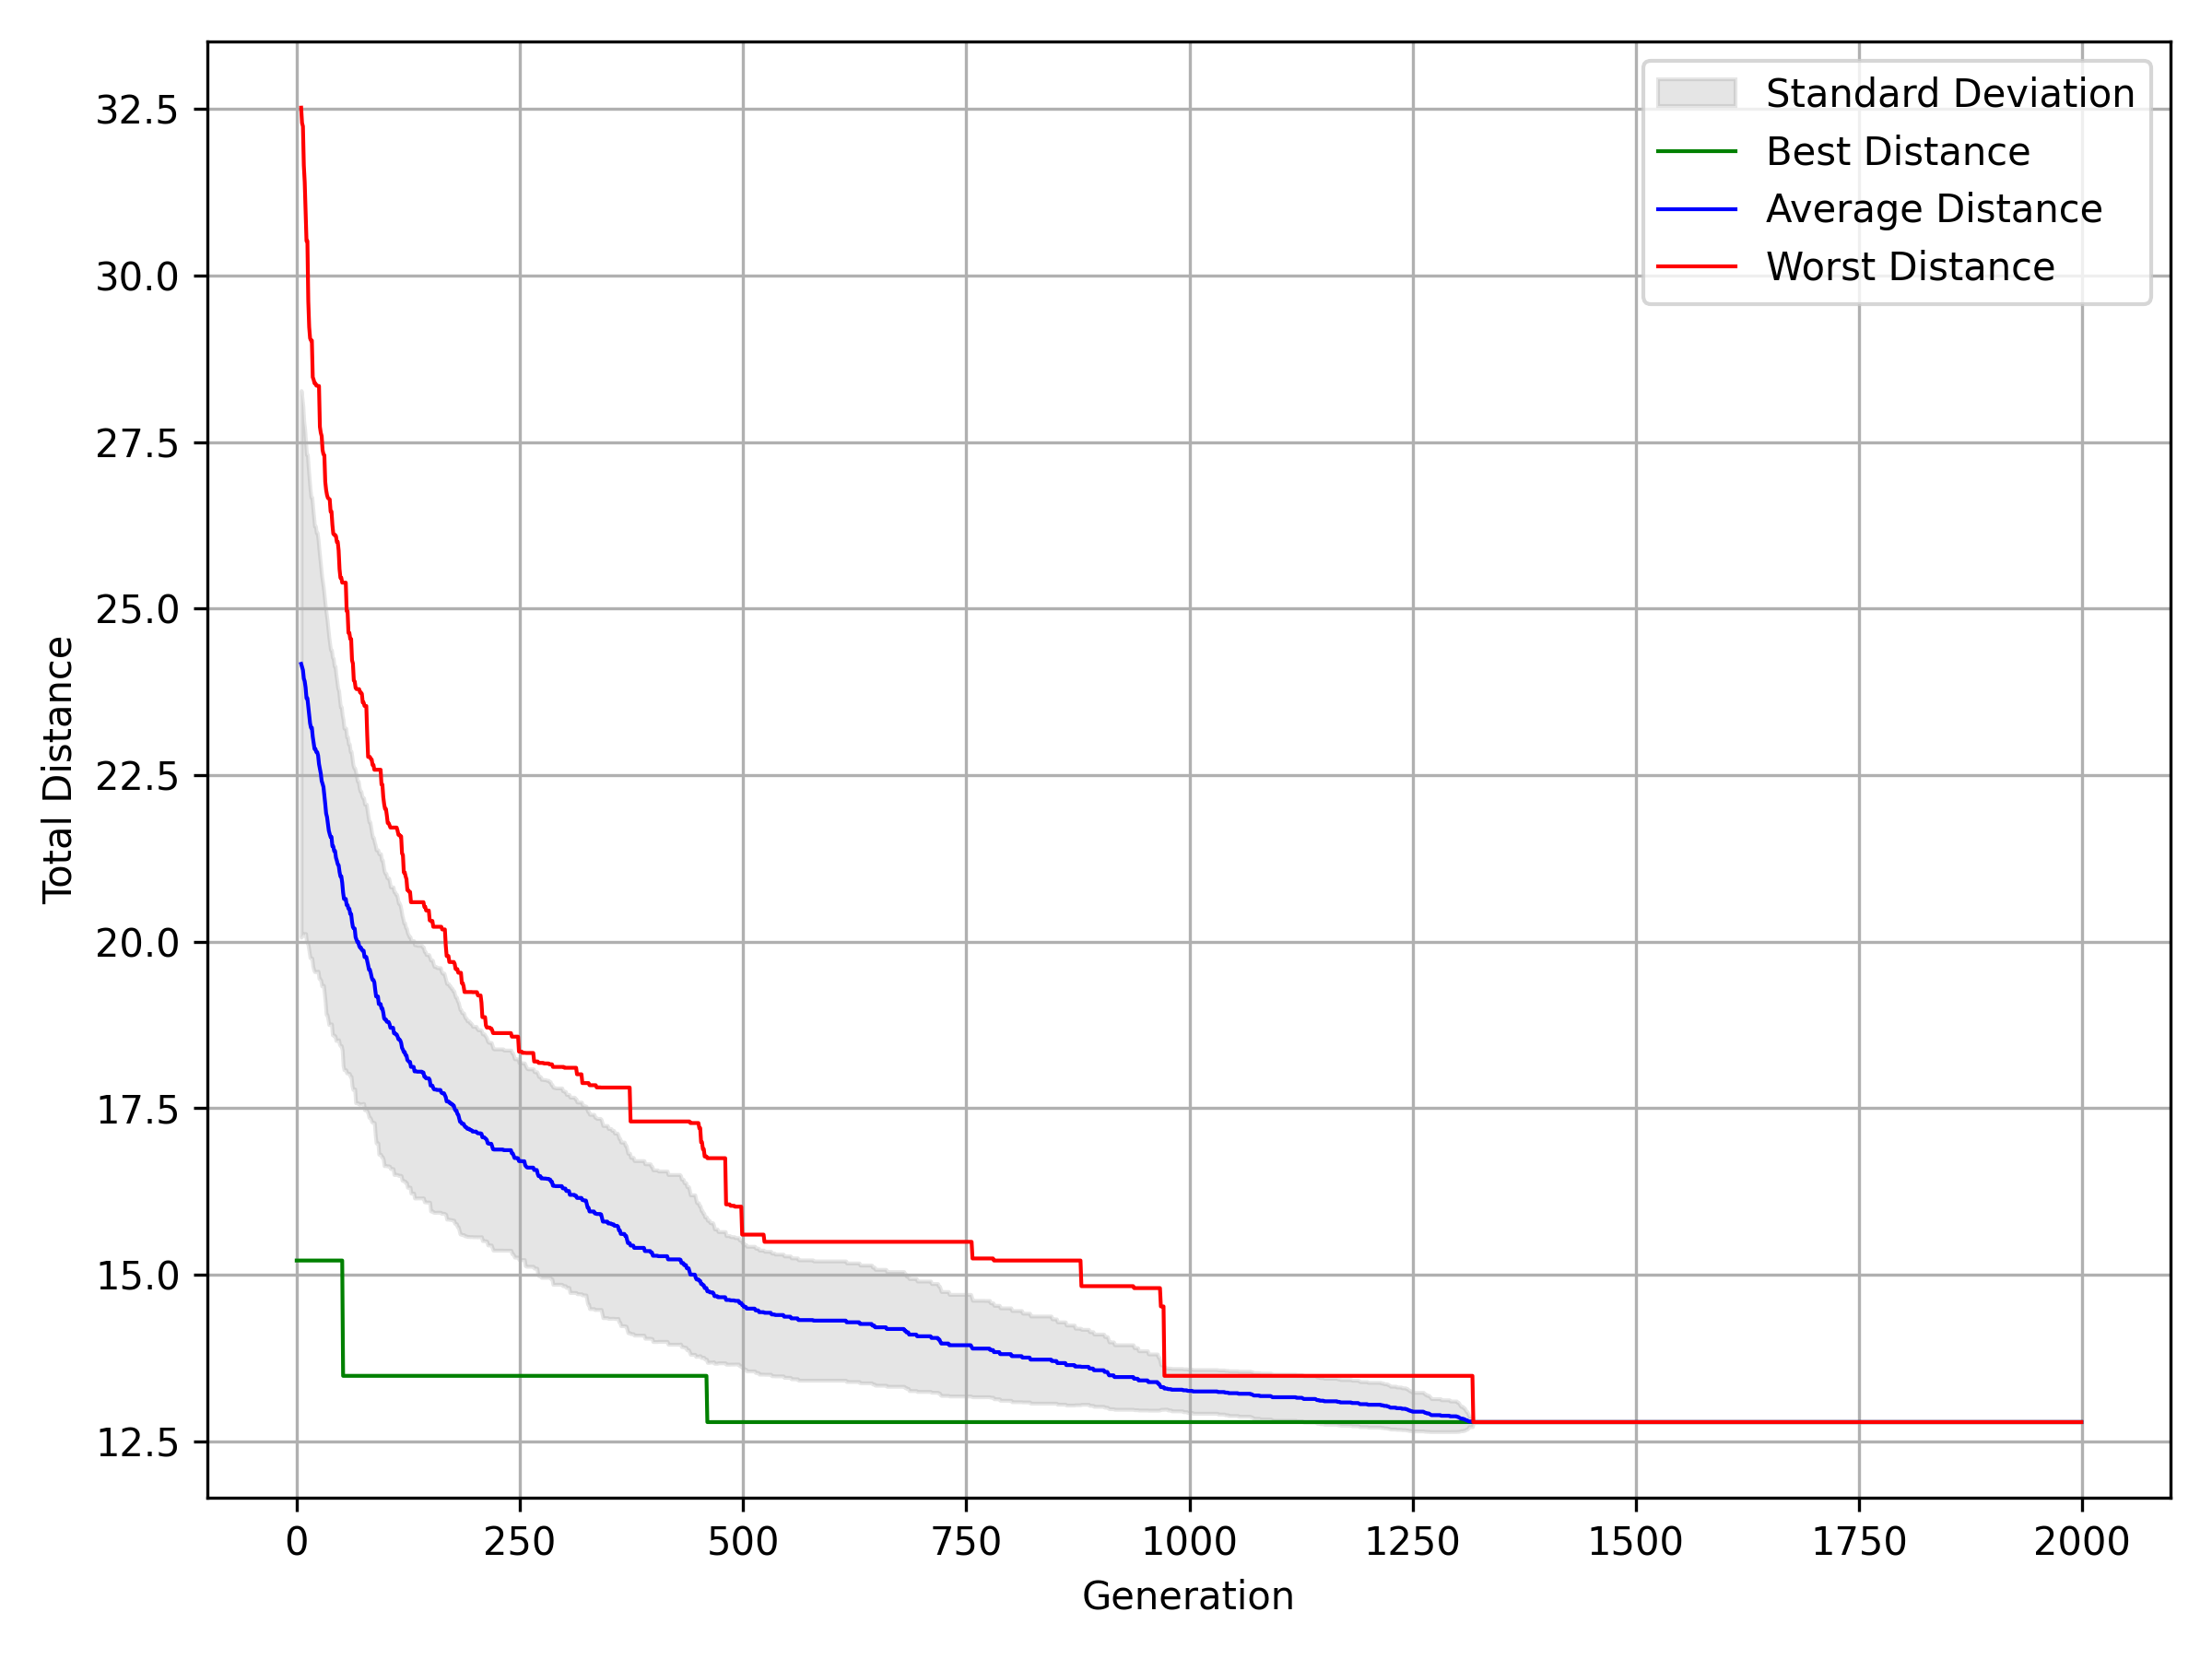 Standard Deviation
Best Distance
Average Distance
Worst Distance
32.5
30.0
27.5
25.0
22.5
20.0
17.5
15.0
12.5
Total Distance
0 250 500 750 1000 1250 1500 1750 2000
Generation